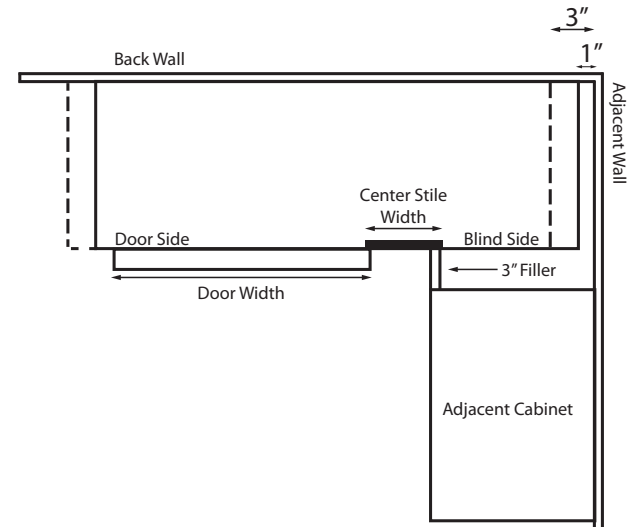 3”
1”
Back Wall
Adjacent Wall
Center Stile
Width
Door Side
Blind Side
3” Filler
Door Width
Adjacent Cabinet